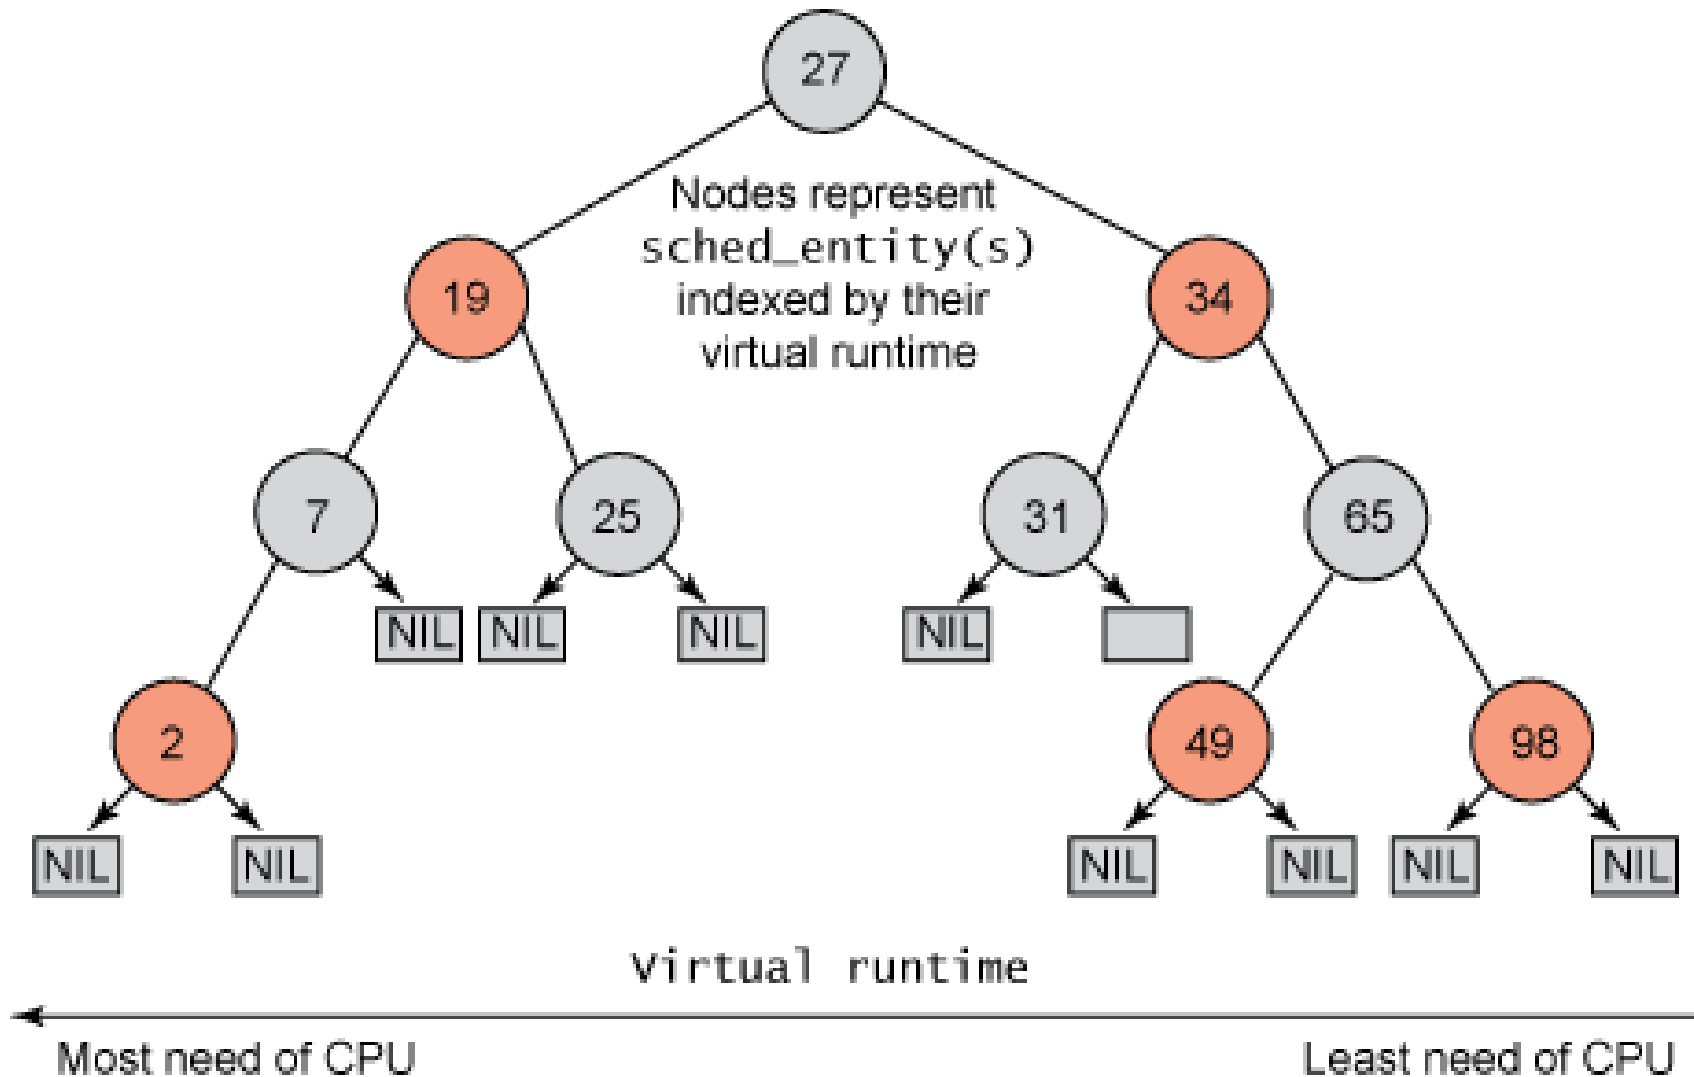 27
Nodes represent
sched_entity(s)
indexed by their
virtual runtime
19
34
7
25
31
65
NIL
NIL
NIL
NIL
2
49
98
NIL
NIL
NIL
NIL
NIL
NIL
Virtual runtime
Most need of CPU
Least need of CPU